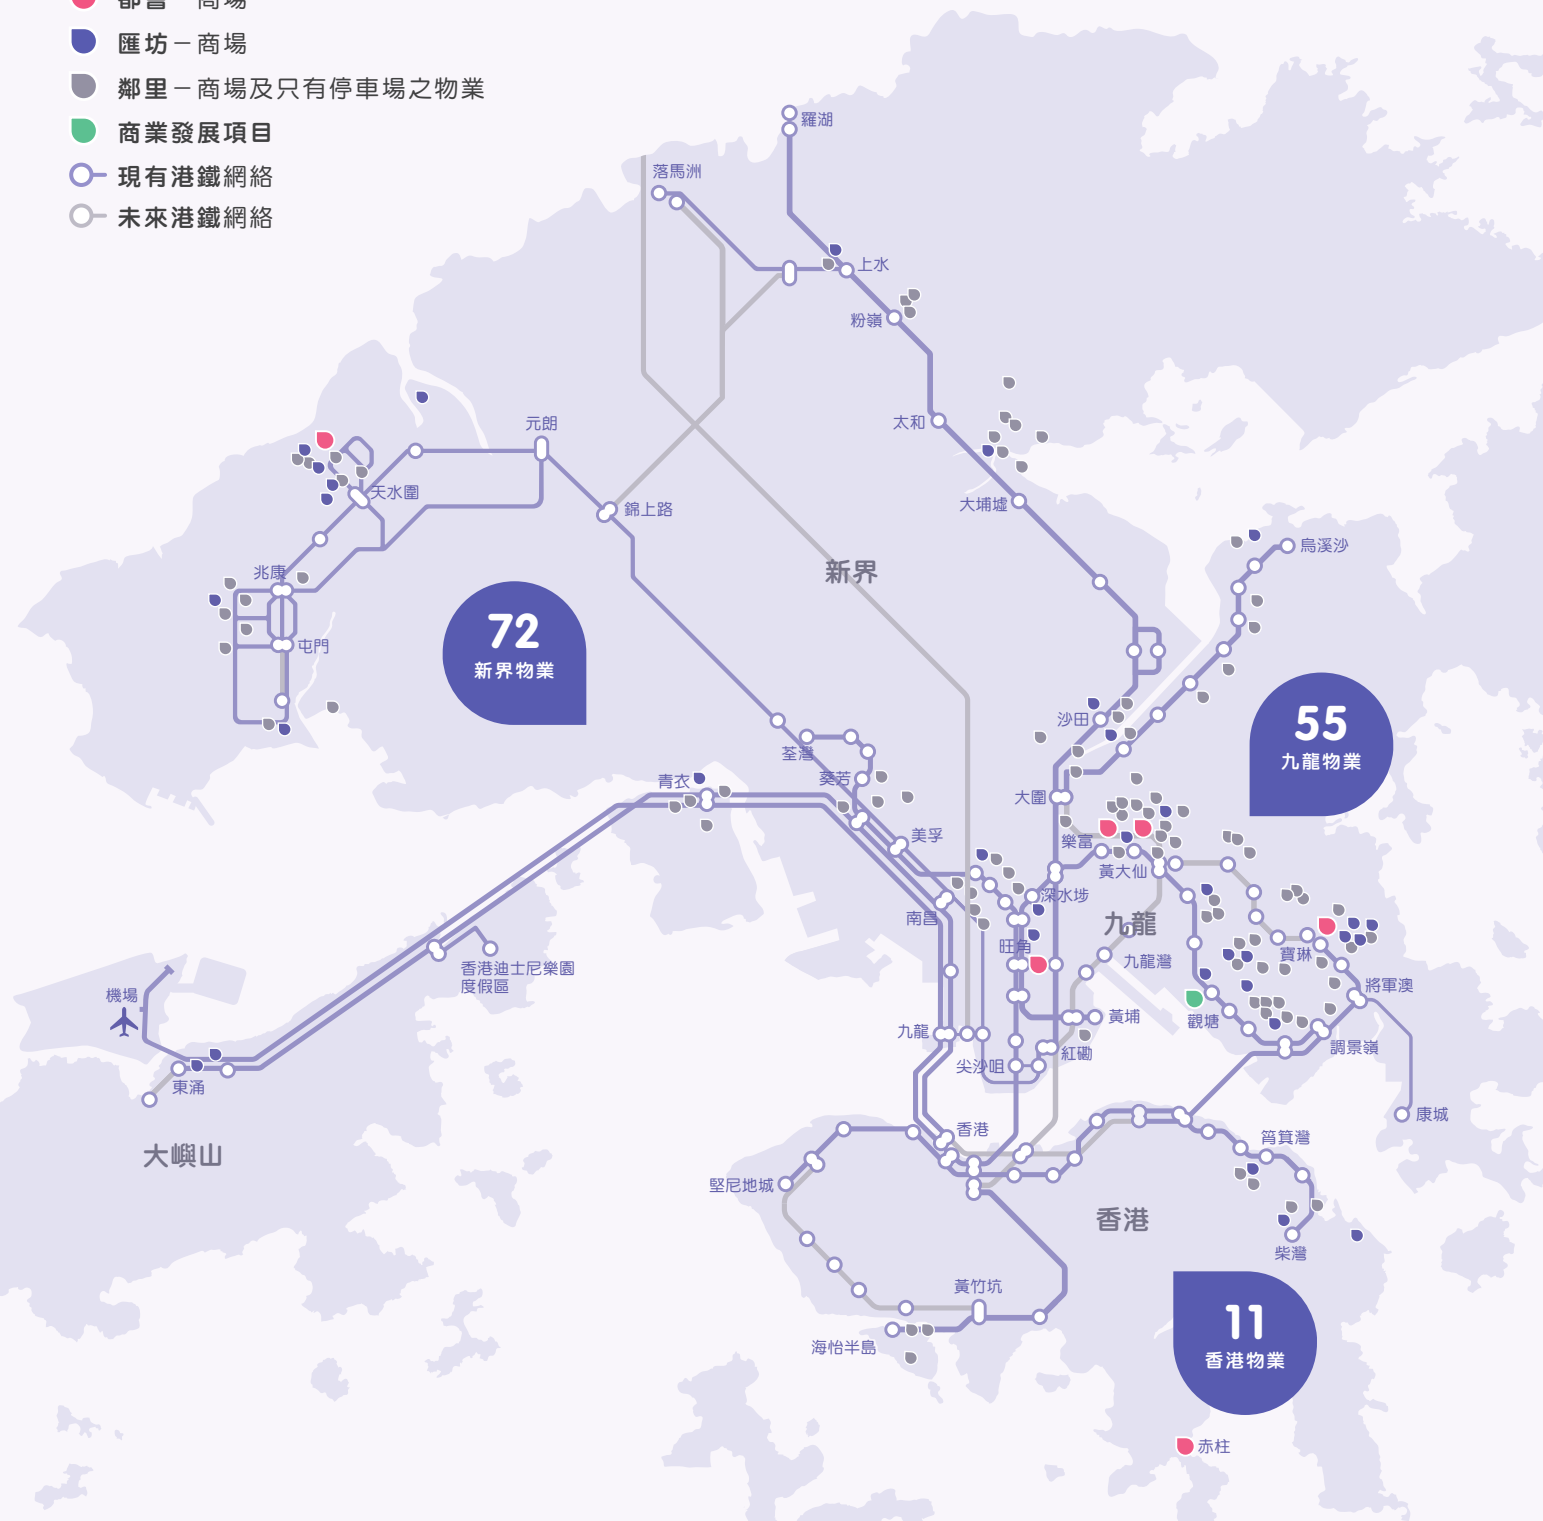 都會－商場
匯坊－商場
鄰里－商場及只有停車場之物業
商業發展項目
現有港鐵網絡
未來港鐵網絡
羅湖
落馬洲
上水
粉嶺
元朗
太和
天水圍
錦上路
大埔墟
烏溪沙
新界
兆康
72
新界物業
屯門
沙田
55
九龍物業
荃灣
青衣
葵芳
大圍
美孚
樂富
黃大仙
深水埗
南昌
九龍
旺角
寶琳
香港迪士尼樂園
度假區
九龍灣
機場
將軍澳
黃埔
觀塘
九龍
調景嶺
尖沙咀
紅磡
東涌
康城
香港
筲箕灣
大嶼山
堅尼地城
香港
柴灣
黃竹坑
11
香港物業
海怡半島
赤柱